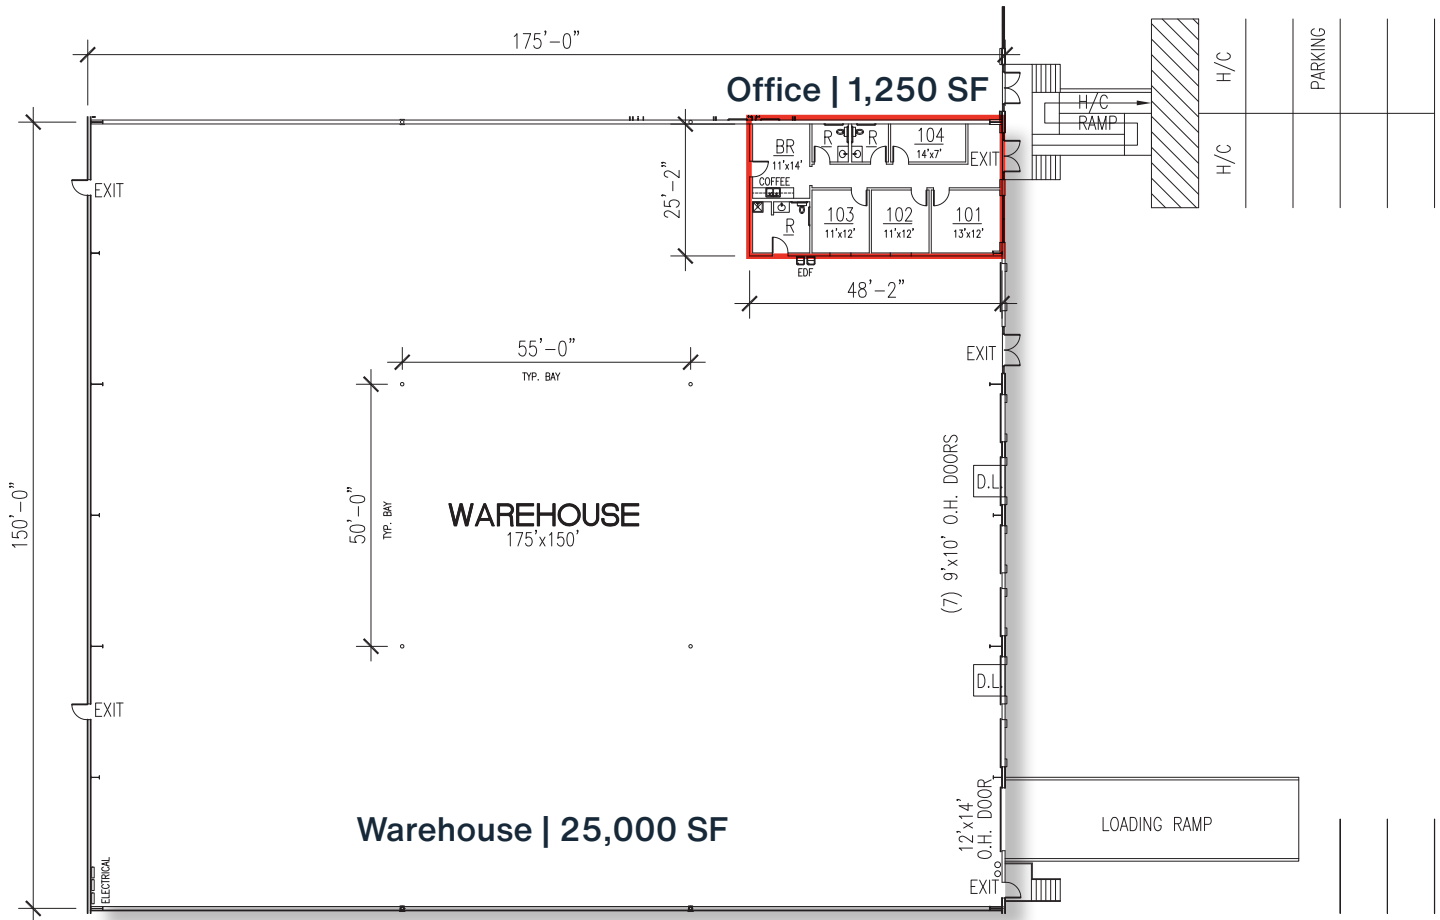 175'-0"
Office | 1,250 SF
H/C
PARKING
H/C
RAMP
H/C
EXIT
25'-2"
BR
11'x14'
COFFEE
R
R
104
14'x7'
EXIT
R
103
11'x12'
102
11'x12'
101
13'x12'
EDF
48'-2"
55'-0"
TYP. BAY
EXIT
150'-0"
50'-0"
TYP. BAY
WAREHOUSE
175'x150'
(7) 9'x10' O.H. DOORS
D.L.
D.L.
EXIT
Warehouse | 25,000 SF
12'x14'
O.H. DOOR
LOADING RAMP
ELECTRICAL
EXIT